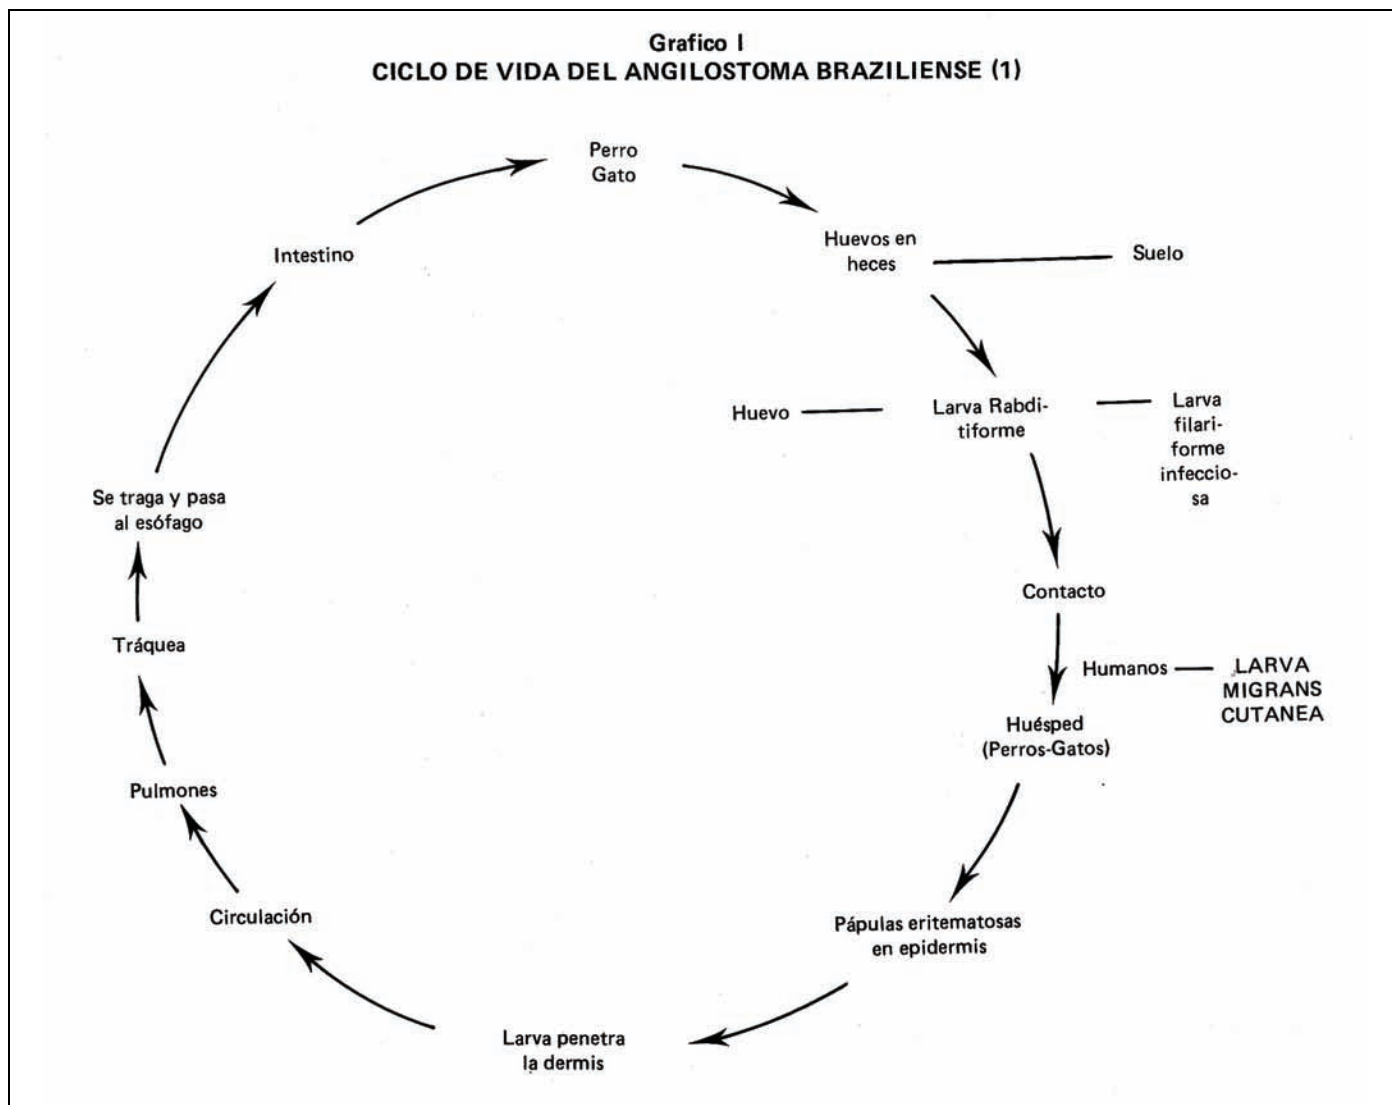 Grafico I
CICLO DE VIDA DEL ANGILOSTOMA BRAZILIENSE (1)
Perro
Gato
Huevos en
heces
Suelo
Huevo
Larva Rabdi-
tiforme
Larva
filari-
forme
infeccio-
sa
Contacto
Humanos
LARVA
MIGRANS
CUTANEA
Huésped
(Perros-Gatos)
Pápulas eritematosas
en epidermis
Larva penetra
la dermis
Circulación
Pulmones
Tráquea
Se traga y pasa
al esófago
Intestino